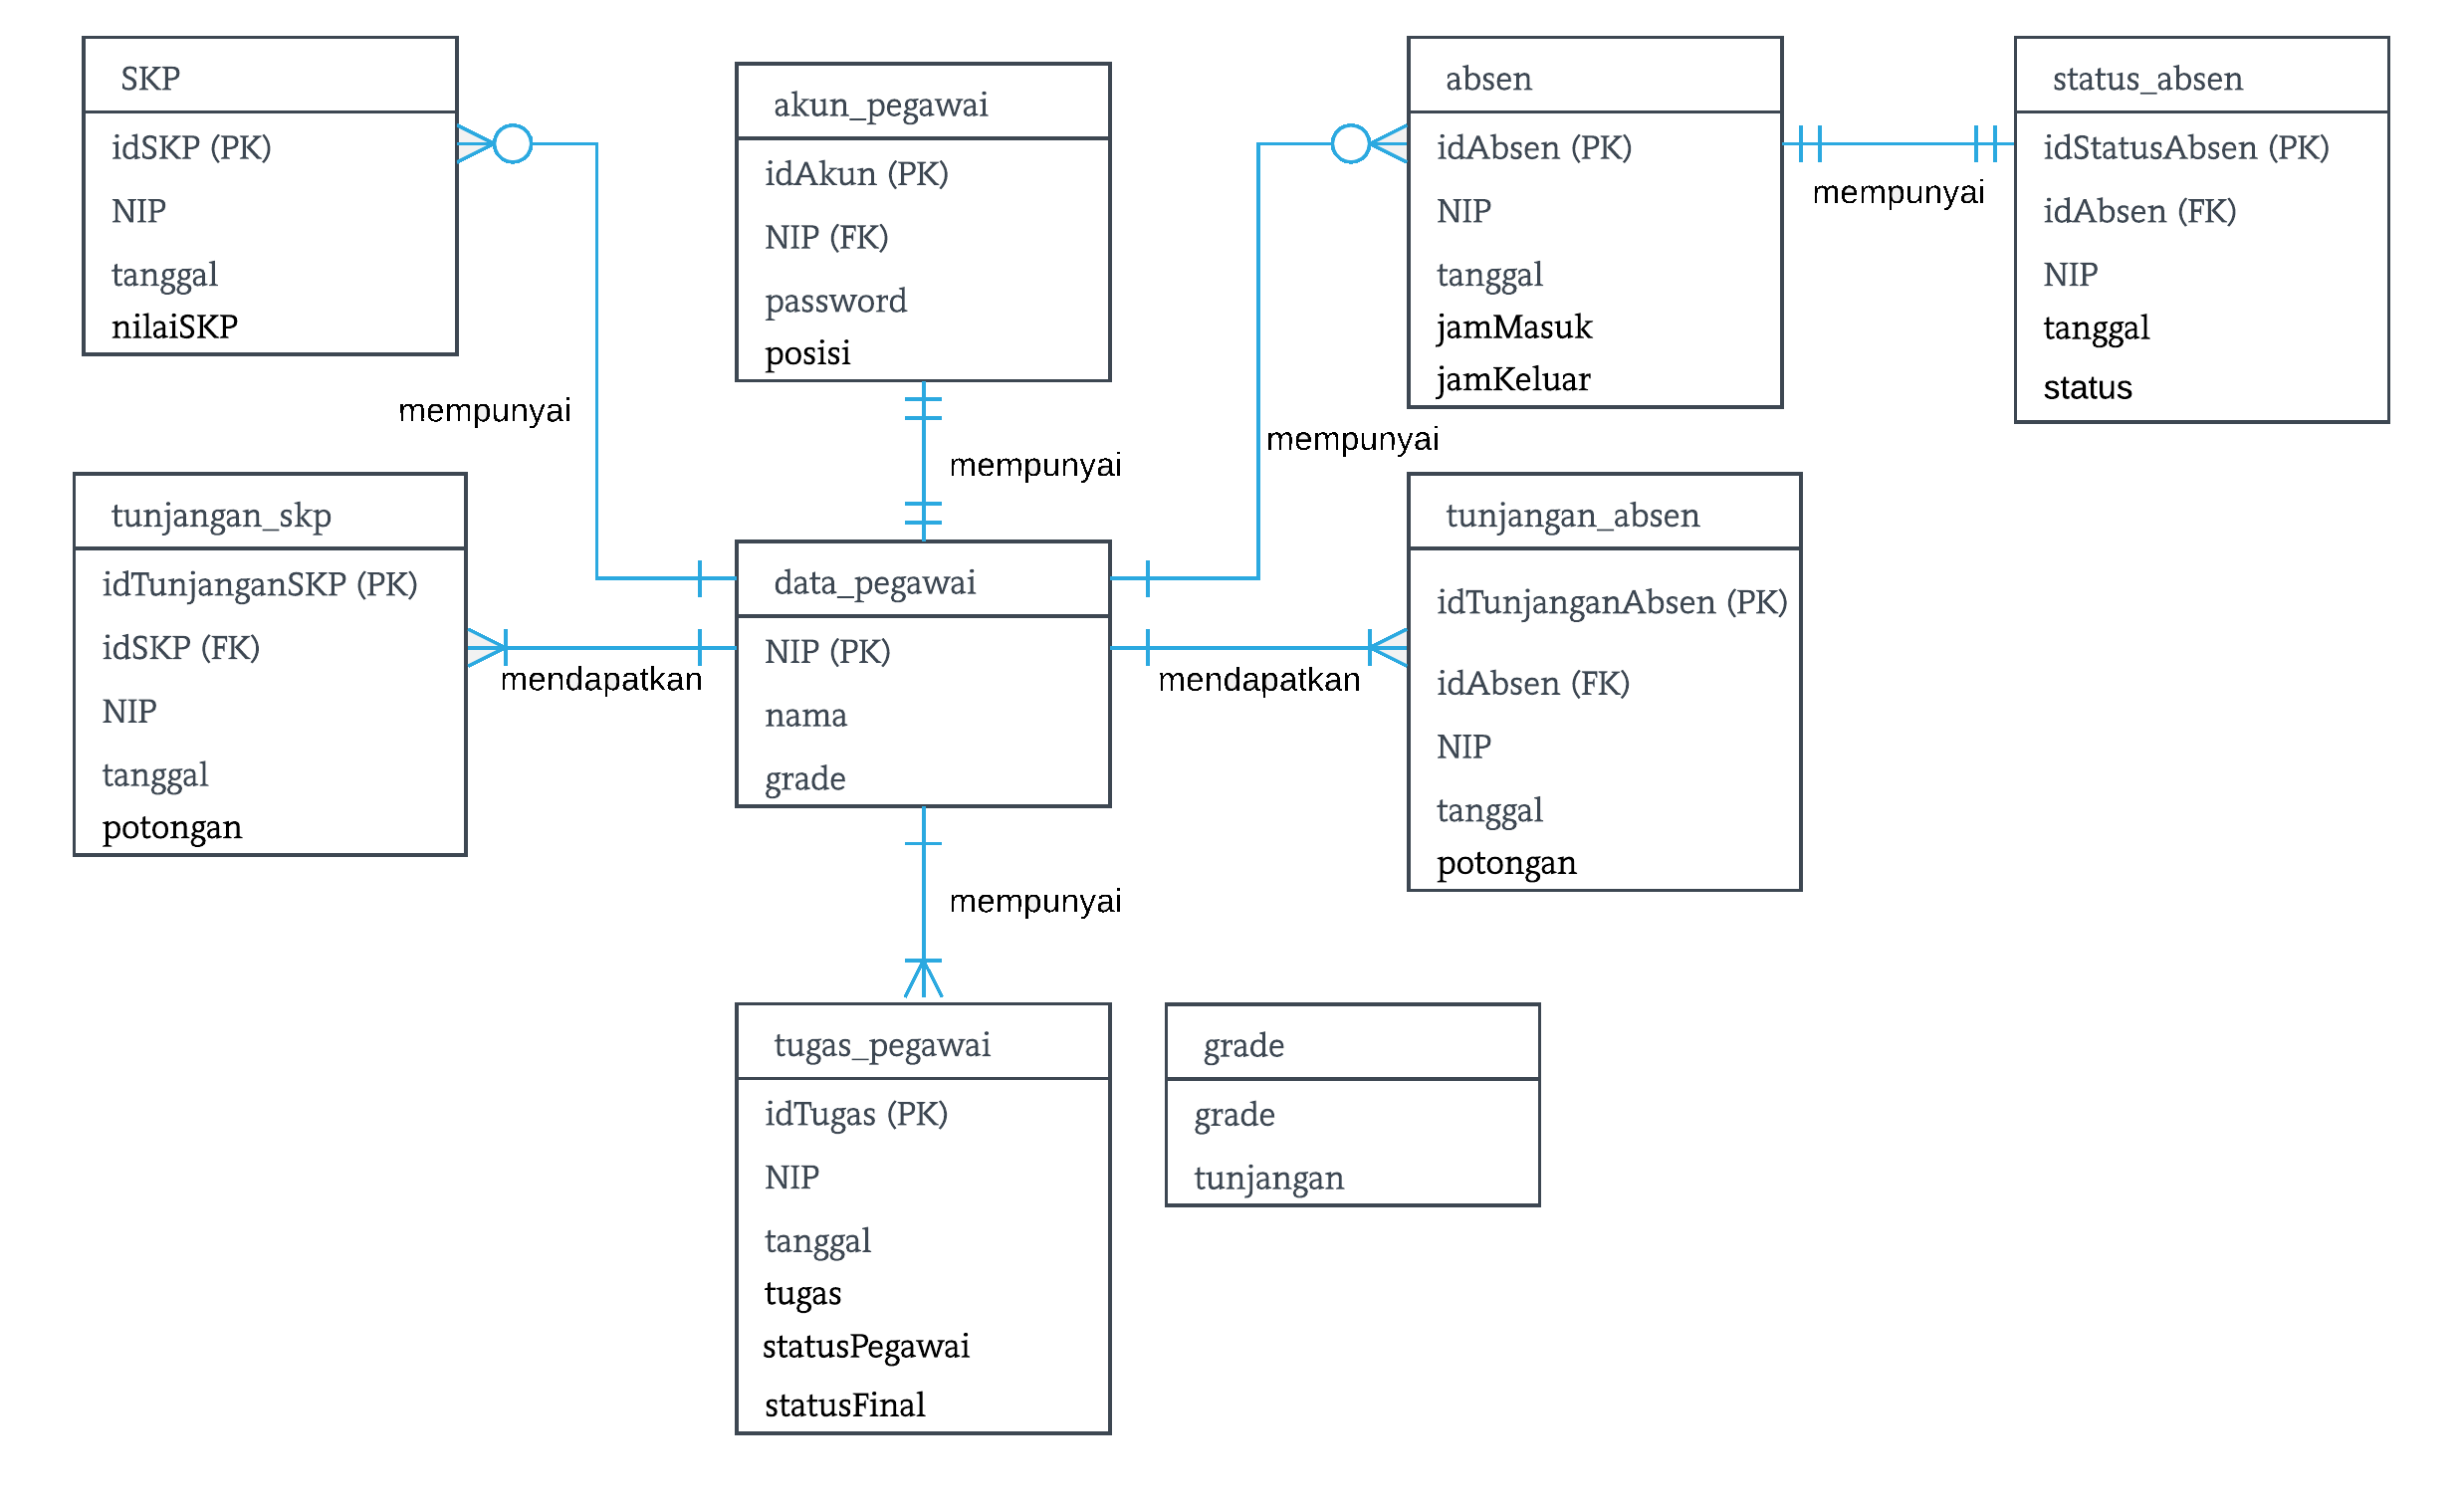 SKP
idSKP (PK)
NIP
tanggal
nilaiSKP
akun_pegawai
idAkun (PK)
NIP (FK)
password
posisi
absen
idAbsen (PK)
NIP
tanggal
jamMasuk
jamKeluar
status_absen
idStatusAbsen (PK)
idAbsen (FK)
NIP
tanggal
status
mempunyai
mempunyai
mempunyai
mempunyai
tunjangan_skp
idTunjanganSKP (PK)
idSKP (FK)
NIP
tanggal
potongan
mendapatkan
data_pegawai
NIP (PK)
nama
grade
mendapatkan
tunjangan_absen
idTunjanganAbsen (PK)
idAbsen (FK)
NIP
tanggal
potongan
mempunyai
tugas_pegawai
idTugas (PK)
NIP
tanggal
tugas
statusPegawai
statusFinal
grade
grade
tunjangan